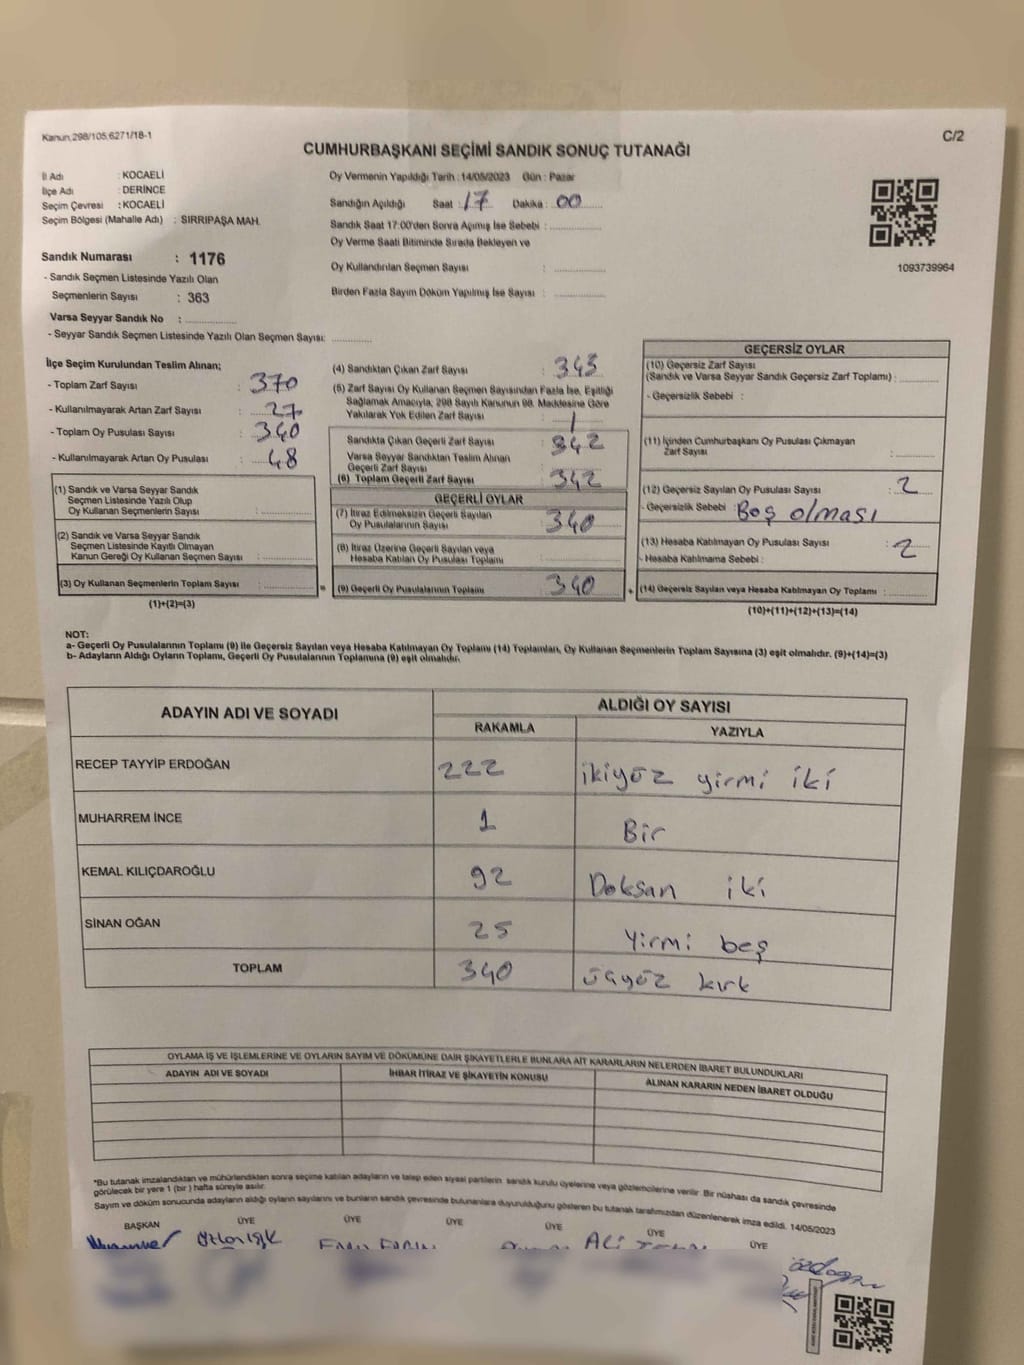 Kanun,298/105,6271/18-1
C/2
CUMHURBAŞKANI SEÇİMİ SANDIK SONUÇ TUTANAĞI
İl Adı : KOCAELİ
İlçe Adı : DERİNCE
Seçim Çevresi : KOCAELİ
Seçim Bölgesi (Mahalle Adı) : SIRRIPAŞA MAH.
Sandık Numarası : 1176
- Sandık Seçmen Listesinde Yazılı Olan
Seçmenlerin Sayısı : 363
Varsa Seyyar Sandık No :
- Seyyar Sandık Seçmen Listesinde Yazılı Olan Seçmen Sayısı:
Oy Vermenin Yapıldığı Tarih : 14/05/2023 Gün : Pazar
Sandığın Açıldığı Saat : 17 Dakika : 00
Sandık Saat 17:00'den Sonra Açımış İse Sebebi :
Oy Verme Saati Bitiminde Sırada Bekleyen ve
Oy Kullandırılan Seçmen Sayısı :
Birden Fazla Sayım Döküm Yapılmış İse Sayısı :
1093739964
İlçe Seçim Kurulundan Teslim Alınan;
- Toplam Zarf Sayısı : 370
- Kullanılmayarak Artan Zarf Sayısı : 27
- Toplam Oy Pusulası Sayısı : 340
- Kullanılmayarak Artan Oy Pusulası : 48
(1) Sandık ve Varsa Seyyar Sandık
Seçmen Listesinde Yazılı Olup
Oy Kullanan Seçmenlerin Sayısı :
(2) Sandık ve Varsa Seyyar Sandık
Seçmen Listesinde Kayıtlı Olmayan
Kanun Gereği Oy Kullanan Seçmen Sayısı :
(3) Oy Kullanan Seçmenlerin Toplam Sayısı :
(1)+(2)=(3)
(4) Sandıktan Çıkan Zarf Sayısı : 343
(5) Zarf Sayısı Oy Kullanan Seçmen Sayısından Fazla İse, Eşitliği
Sağlamak Amacıyla, 298 Sayılı Kanunun 98. Maddesine Göre
Yakılarak Yok Edilen Zarf Sayısı : 1
Sandıkta Çıkan Geçerli Zarf Sayısı : 342
Varsa Seyyar Sandıktan Teslim Alınan
Geçerli Zarf Sayısı :
(6) Toplam Geçerli Zarf Sayısı : 342
GEÇERLİ OYLAR
(7) İtiraz Edilmeksizin Geçerli Sayılan
Oy Pusulalarının Sayısı : 340
(8) İtiraz Üzerine Geçerli Sayılan veya
Hesaba Katılan Oy Pusulası Toplamı :
= (9) Geçerli Oy Pusulalarının Toplamı : 340
GEÇERSİZ OYLAR
(10) Geçersiz Zarf Sayısı
(Sandık ve Varsa Seyyar Sandık Geçersiz Zarf Toplamı) :
- Geçersizlik Sebebi :
(11) İçinden Cumhurbaşkanı Oy Pusulası Çıkmayan
Zarf Sayısı :
(12) Geçersiz Sayılan Oy Pusulası Sayısı : 2
- Geçersizlik Sebebi : Boş olması
(13) Hesaba Katılmayan Oy Pusulası Sayısı : 2
- Hesaba Katılmama Sebebi :
+ (14) Geçersiz Sayılan veya Hesaba Katılmayan Oy Toplamı :
(10)+(11)+(12)+(13)=(14)
NOT:
a- Geçerli Oy Pusulalarının Toplamı (9) ile Geçersiz Sayılan veya Hesaba Katılmayan Oy Toplamı (14) Toplamları, Oy Kullanan Seçmenlerin Toplam Sayısına (3) eşit olmalıdır. (9)+(14)=(3)
b- Adayların Aldığı Oyların Toplamı, Geçerli Oy Pusulalarının Toplamına (9) eşit olmalıdır.
ADAYIN ADI VE SOYADI
ALDIĞI OY SAYISI
RAKAMLA YAZIYLA
RECEP TAYYİP ERDOĞAN 222 ikiyüz yirmi iki
MUHARREM İNCE 1 Bir
KEMAL KILIÇDAROĞLU 92 Doksan iki
SİNAN OĞAN 25 Yirmi beş
TOPLAM 340 üçyüz kırk
OYLAMA İŞ VE İŞLEMLERİNE VE OYLARIN SAYIM VE DÖKÜMÜNE DAİR ŞİKAYETLERLE BUNLARA AİT KARARLARIN NELERDEN İBARET BULUNDUKLARI
ADAYIN ADI VE SOYADI İHBAR İTİRAZ VE ŞİKAYETİN KONUSU ALINAN KARARIN NEDEN İBARET OLDUĞU
*Bu tutanak imzalandıktan ve mühürlendikten sonra seçime katılan adayların ve talep eden siyasi partilerin sandık kurulu üyelerine veya gözlemcilerine verilir. Bir nüshası da sandık çevresinde
görülecek bir yere 1 (bir) hafta süreyle asılır.
Sayım ve döküm sonucunda adayların aldığı oyların sayılarını ve bunların sandık çevresinde bulunanlara duyurulduğunu gösteren bu tutanak tarafımızdan düzenlenerek imza edildi. 14/05/2023
BAŞKAN ÜYE ÜYE ÜYE ÜYE ÜYE ÜYE